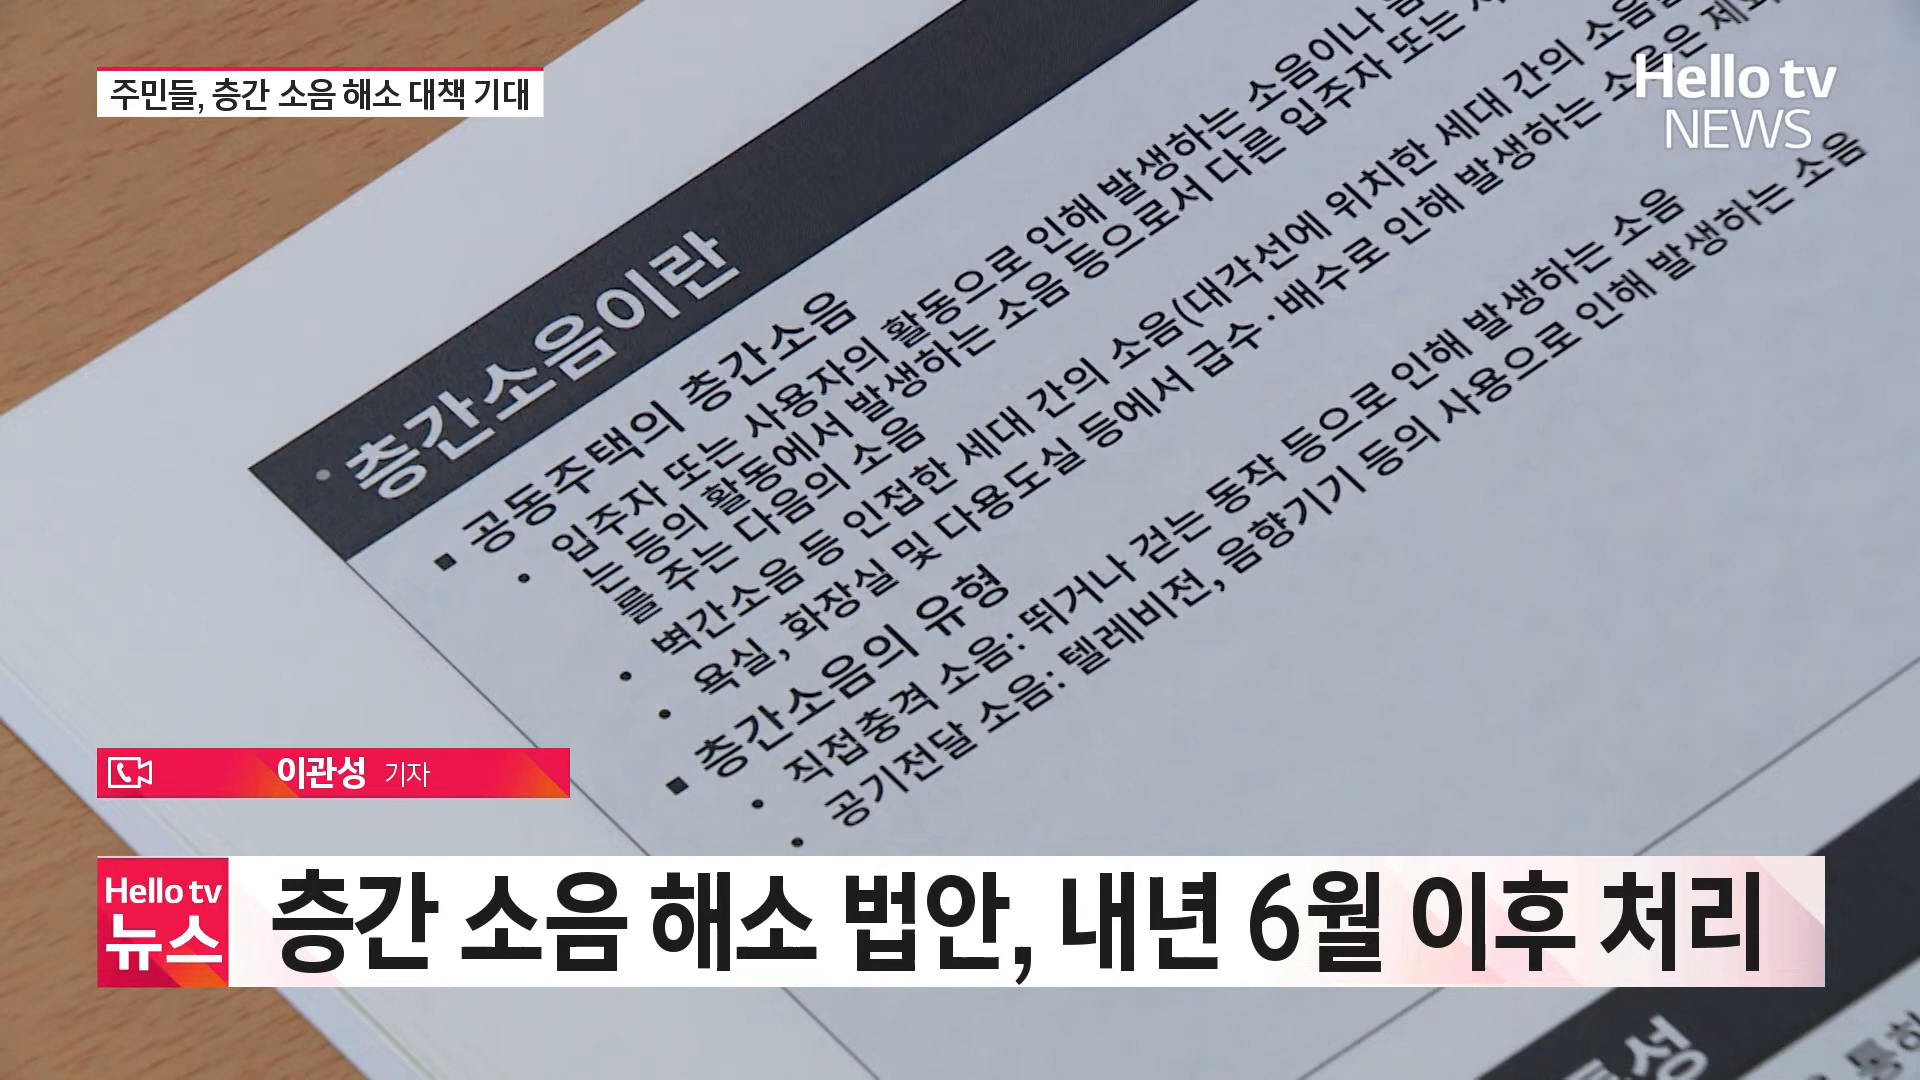 주민들, 층간 소음 해소 대책 기대
Hello tv
NEWS
층간소음이란
공동주택의 층간소음
입주자 또는 사용자의 활동으로 인해 발생하는 소음이나 음
는 등의 활동에서 발생하는 소음 등으로서 다른 입주자 또는 사
를 주는 다음의 소음
벽간소음 등 인접한 세대 간의 소음(대각선에 위치한 세대 간의 소음
욕실, 화장실 및 다용도실 등에서 급수·배수로 인해 발생하는 소음은 제외
층간소음의 유형
직접충격 소음: 뛰거나 걷는 동작 등으로 인해 발생하는 소음
공기전달 소음: 텔레비전, 음향기기 등의 사용으로 인해 발생하는 소음
이관성 기자
Hello tv
뉴스
층간 소음 해소 법안, 내년 6월 이후 처리
성